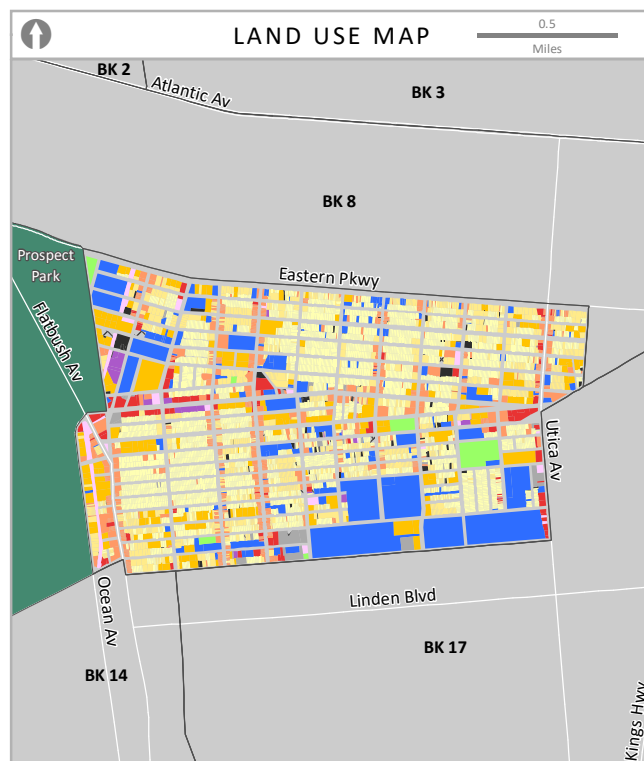 LAND USE MAP
0.5
Miles
BK 2
Atlantic Av
BK 3
BK 8
Prospect
Park
Eastern Pkwy
Flatbush Av
Utica Av
Ocean Av
Linden Blvd
BK 17
BK 14
Kings Hwy